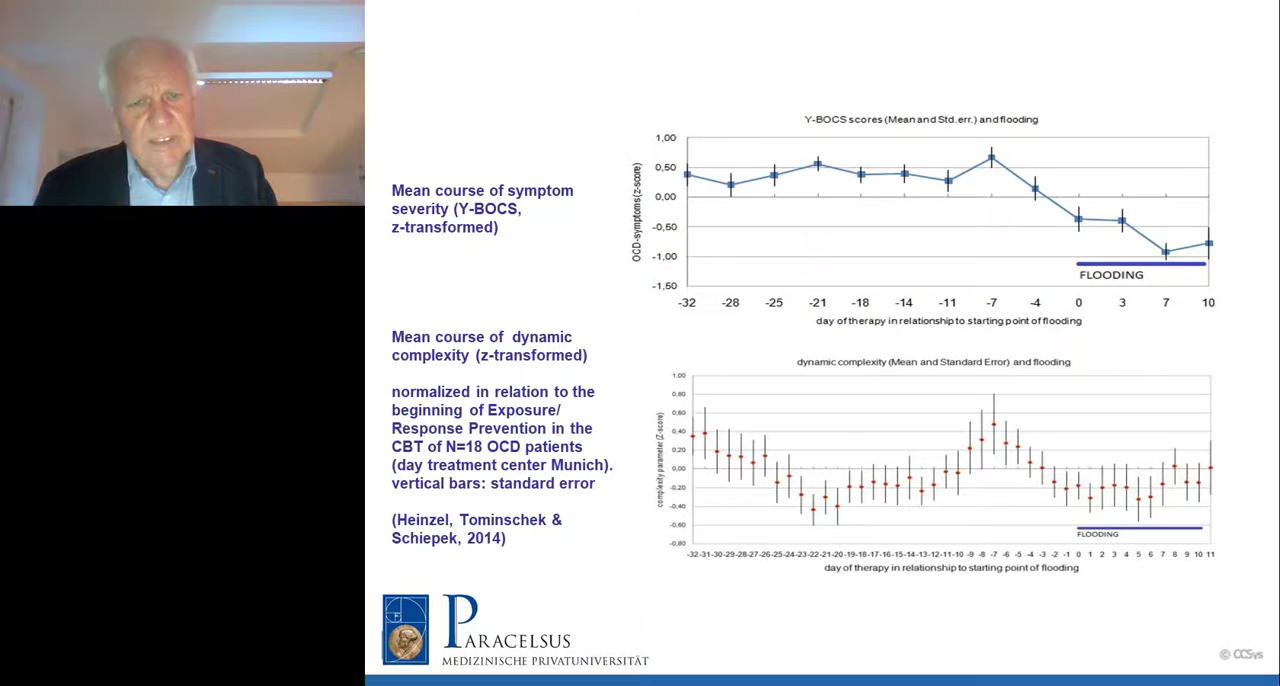 Mean course of symptom
severity (Y-BOCS,
z-transformed)
Y-BOCS scores (Mean and Std. err.) and flooding
OCD-symptoms (z-score)
1,00
0,50
0,00
-0,50
-1,00
-1,50
FLOODING
-32 -28 -25 -21 -18 -14 -11 -7 -4 0 3 7 10
day of therapy in relationship to starting point of flooding
Mean course of dynamic
complexity (z-transformed)
normalized in relation to the
beginning of Exposure/
Response Prevention in the
CBT of N=18 OCD patients
(day treatment center Munich).
vertical bars: standard error
(Heinzel, Tominschek &
Schiepek, 2014)
dynamic complexity (Mean and Standard Error) and flooding
complexity parameter (Z-score)
1,00
0,80
0,60
0,40
0,20
0,00
-0,20
-0,40
-0,60
-0,80
FLOODING
-32 -31 -30 -29 -28 -27 -26 -25 -24 -23 -22 -21 -20 -19 -18 -17 -16 -15 -14 -13 -12 -11 -10 -9 -8 -7 -6 -5 -4 -3 -2 -1 0 1 2 3 4 5 6 7 8 9 10 11
day of therapy in relationship to starting point of flooding
PARACELSUS
MEDIZINISCHE PRIVATUNIVERSITÄT
© CCSys